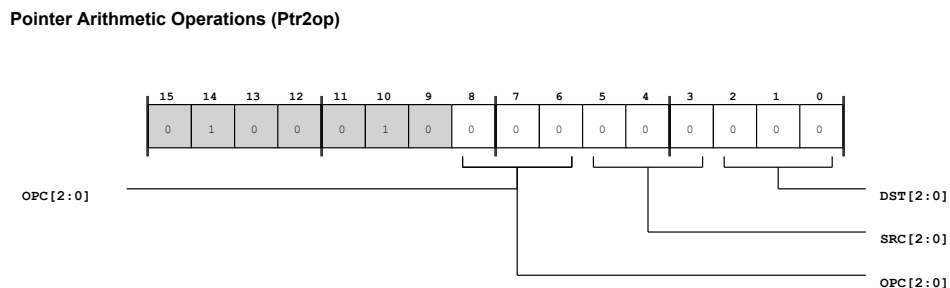 Pointer Arithmetic Operations (Ptr2op)
15 14 13 12 11 10 9 8 7 6 5 4 3 2 1 0
0 1 0 0 0 1 0 0 0 0 0 0 0 0 0 0
OPC[2:0]
DST[2:0]
SRC[2:0]
OPC[2:0]